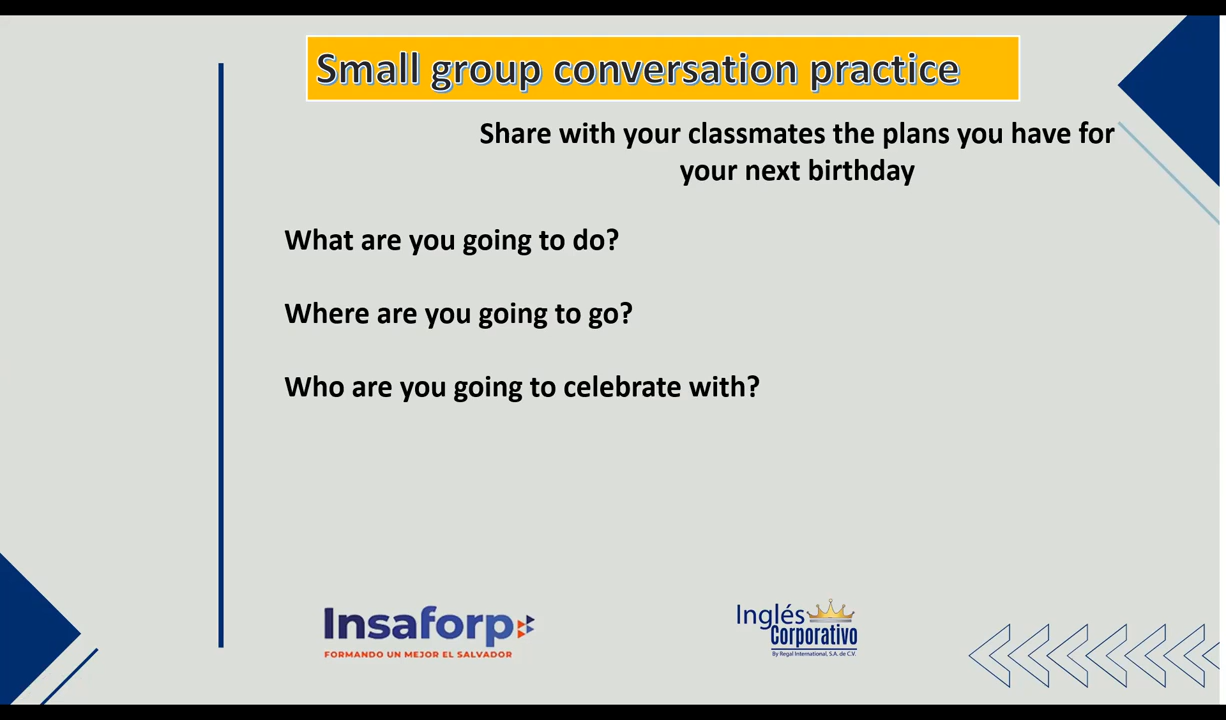 Small group conversation practice
Share with your classmates the plans you have for
your next birthday
What are you going to do?
Where are you going to go?
Who are you going to celebrate with?
Insaforp
FORMANDO UN MEJOR EL SALVADOR
Inglés
Corporativo
By Regal International, S.A. de C.V.